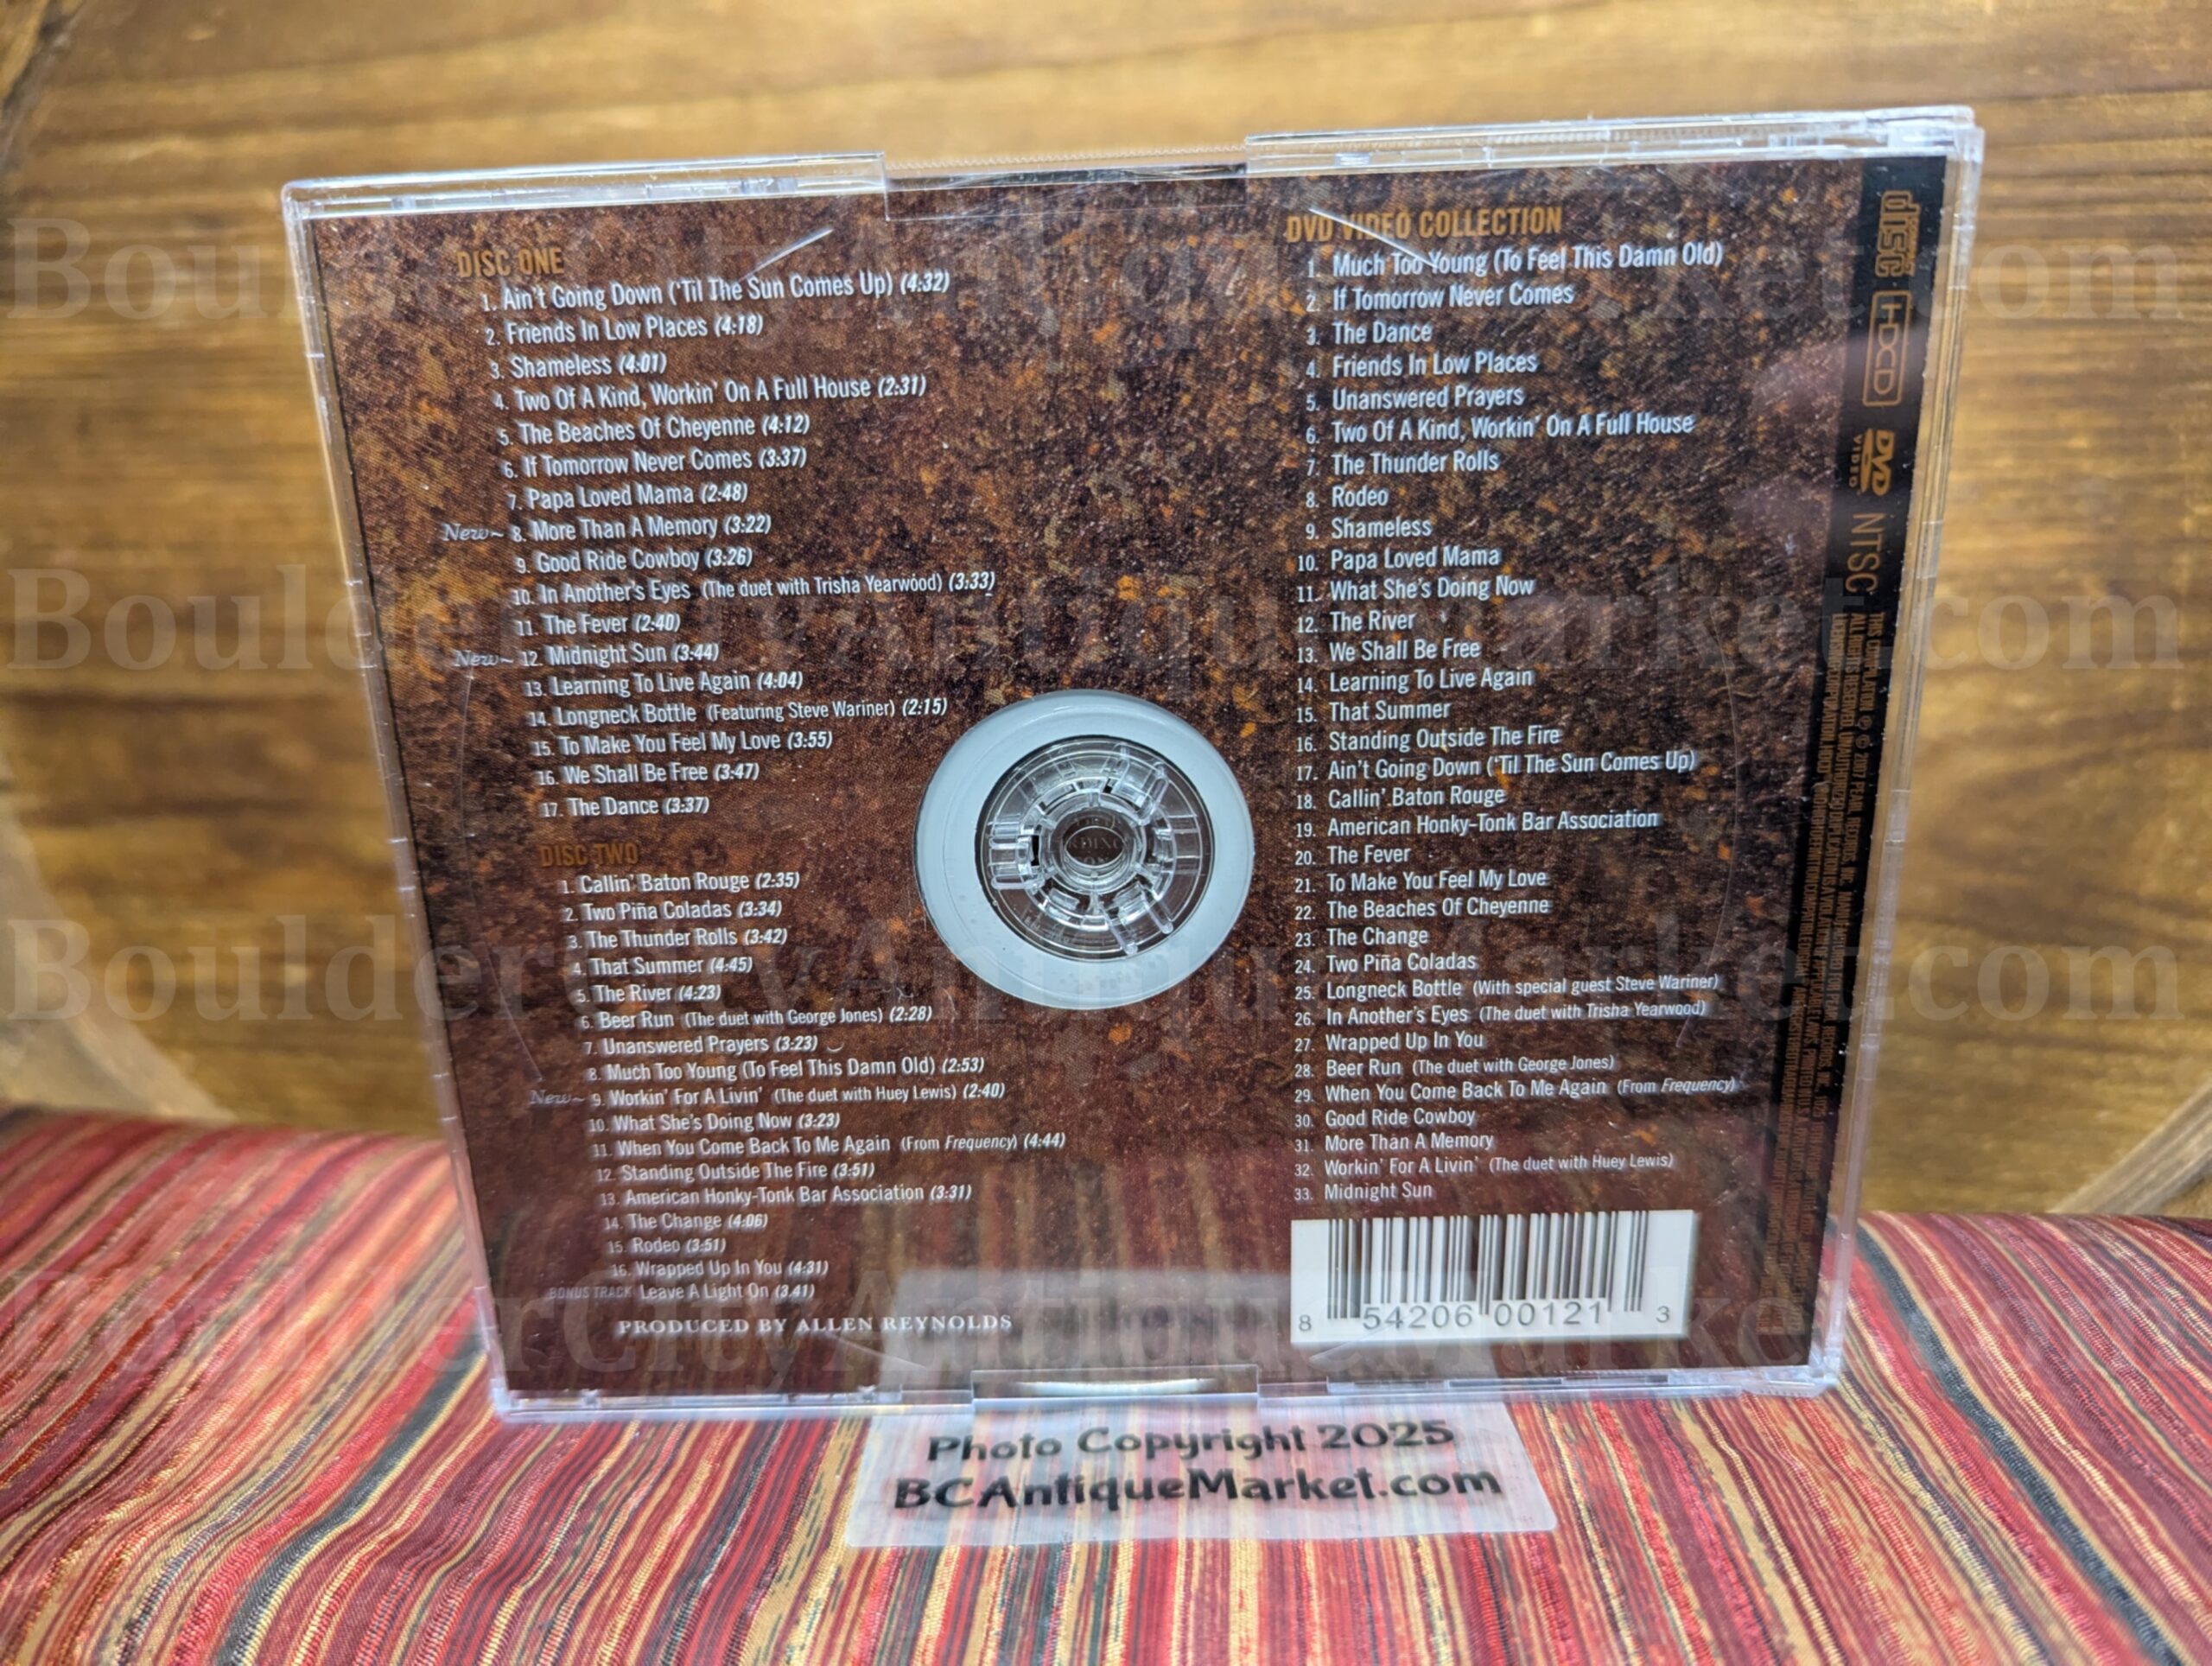 DISC ONE
1. Ain't Going Down ('Til The Sun Comes Up) (4:32)
2. Friends In Low Places (4:18)
3. Shameless (4:01)
4. Two Of A Kind, Workin' On A Full House (2:31)
5. The Beaches Of Cheyenne (4:12)
6. If Tomorrow Never Comes (3:37)
7. Papa Loved Mama (2:48)
New~ 8. More Than A Memory (3:22)
9. Good Ride Cowboy (3:26)
10. In Another's Eyes (The duet with Trisha Yearwood) (3:33)
11. The Fever (2:40)
New~ 12. Midnight Sun (3:44)
13. Learning To Live Again (4:04)
14. Longneck Bottle (Featuring Steve Wariner) (2:15)
15. To Make You Feel My Love (3:55)
16. We Shall Be Free (3:47)
17. The Dance (3:37)
DISC TWO
1. Callin' Baton Rouge (2:35)
2. Two Piña Coladas (3:34)
3. The Thunder Rolls (3:42)
4. That Summer (4:45)
5. The River (4:23)
6. Beer Run (The duet with George Jones) (2:28)
7. Unanswered Prayers (3:23)
8. Much Too Young (To Feel This Damn Old) (2:53)
New~ 9. Workin' For A Livin' (The duet with Huey Lewis) (2:40)
10. What She's Doing Now (3:23)
11. When You Come Back To Me Again (From Frequency) (4:44)
12. Standing Outside The Fire (3:51)
13. American Honky-Tonk Bar Association (3:31)
14. The Change (4:06)
15. Rodeo (3:51)
16. Wrapped Up In You (4:31)
BONUS TRACK Leave A Light On (3:41)
PRODUCED BY ALLEN REYNOLDS
DVD VIDEO COLLECTION
1. Much Too Young (To Feel This Damn Old)
2. If Tomorrow Never Comes
3. The Dance
4. Friends In Low Places
5. Unanswered Prayers
6. Two Of A Kind, Workin' On A Full House
7. The Thunder Rolls
8. Rodeo
9. Shameless
10. Papa Loved Mama
11. What She's Doing Now
12. The River
13. We Shall Be Free
14. Learning To Live Again
15. That Summer
16. Standing Outside The Fire
17. Ain't Going Down ('Til The Sun Comes Up)
18. Callin' Baton Rouge
19. American Honky-Tonk Bar Association
20. The Fever
21. To Make You Feel My Love
22. The Beaches Of Cheyenne
23. The Change
24. Two Piña Coladas
25. Longneck Bottle (With special guest Steve Wariner)
26. In Another's Eyes (The duet with Trisha Yearwood)
27. Wrapped Up In You
28. Beer Run (The duet with George Jones)
29. When You Come Back To Me Again (From Frequency)
30. Good Ride Cowboy
31. More Than A Memory
32. Workin' For A Livin' (The duet with Huey Lewis)
33. Midnight Sun
8 54206 00121 3
COMPACT disc HDCD DVD VIDEO NTSC
Photo Copyright 2025
BCAntiqueMarket.com
BoulderCityAntiqueMarket.com
BoulderCityAntiqueMarket.com
BoulderCityAntiqueMarket.com
BoulderCityAntiqueMarket.com